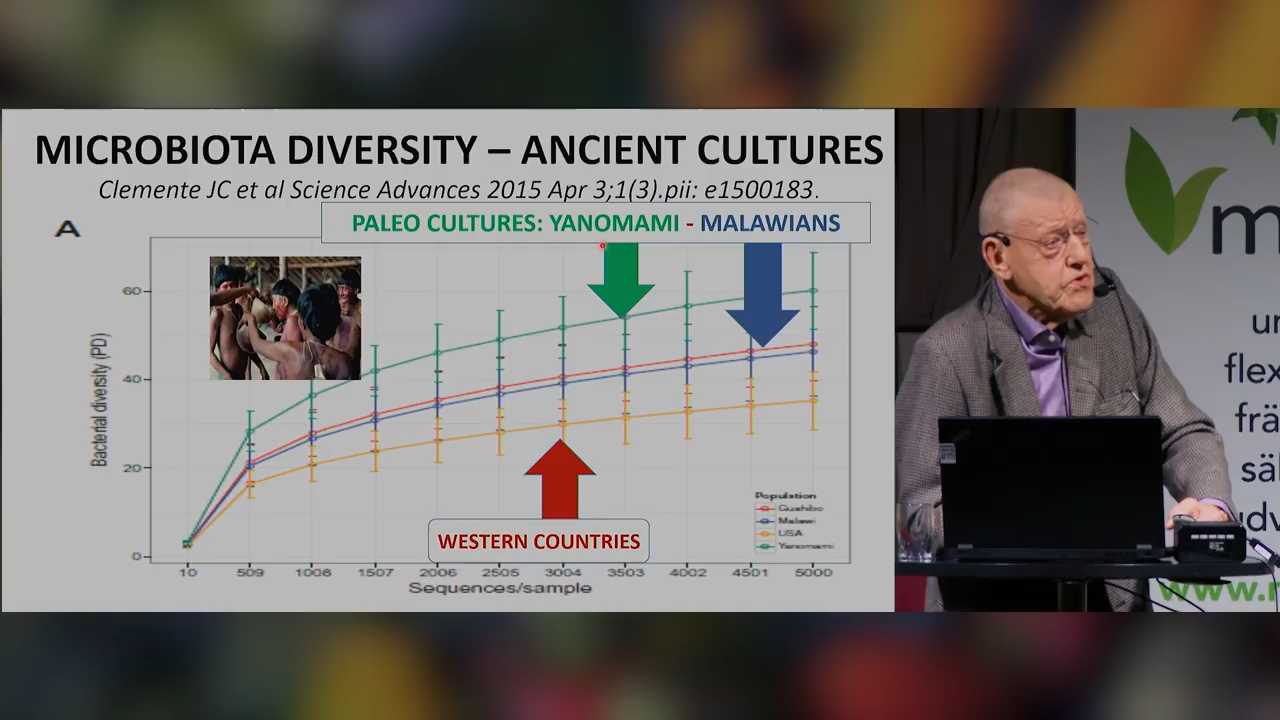 MICROBIOTA DIVERSITY – ANCIENT CULTURES
Clemente JC et al Science Advances 2015 Apr 3;1(3).pii: e1500183.
PALEO CULTURES: YANOMAMI - MALAWIANS
A
Bacterial diversity (PD)
60
40
20
0
WESTERN COUNTRIES
Population
Guahibo
Malawi
USA
Yanomami
10 509 1008 1507 2006 2505 3004 3503 4002 4501 5000
Sequences/sample
m
ur
flex
frä
säl
udv
www.m